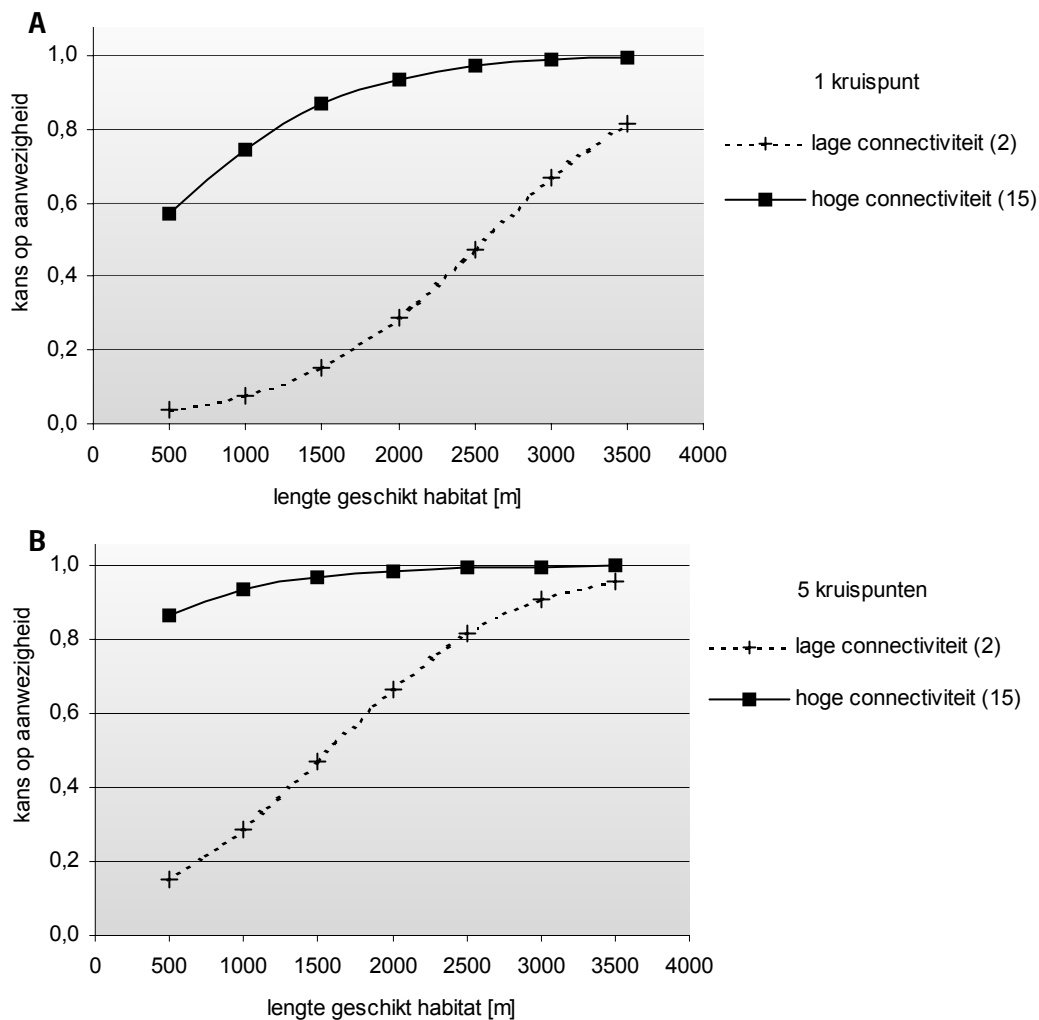 A
1,0
0,8
0,6
0,4
0,2
0,0
kans op aanwezigheid
0 500 1000 1500 2000 2500 3000 3500 4000
lengte geschikt habitat [m]
1 kruispunt
lage connectiviteit (2)
hoge connectiviteit (15)
B
1,0
0,8
0,6
0,4
0,2
0,0
kans op aanwezigheid
0 500 1000 1500 2000 2500 3000 3500 4000
lengte geschikt habitat [m]
5 kruispunten
lage connectiviteit (2)
hoge connectiviteit (15)